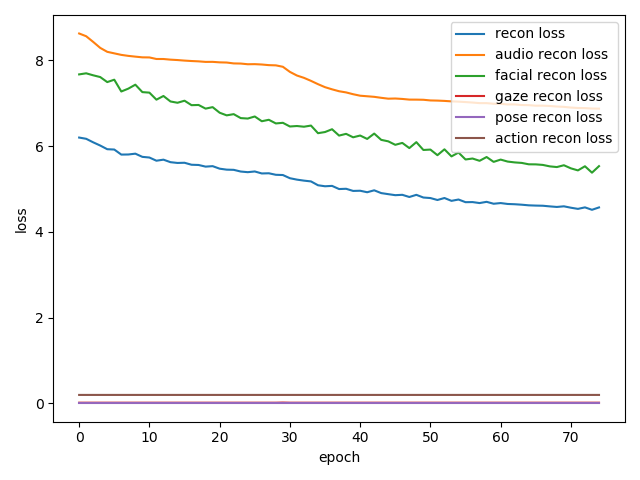 recon loss
audio recon loss
facial recon loss
gaze recon loss
pose recon loss
action recon loss
8
6
4
2
0
loss
0 10 20 30 40 50 60 70
epoch